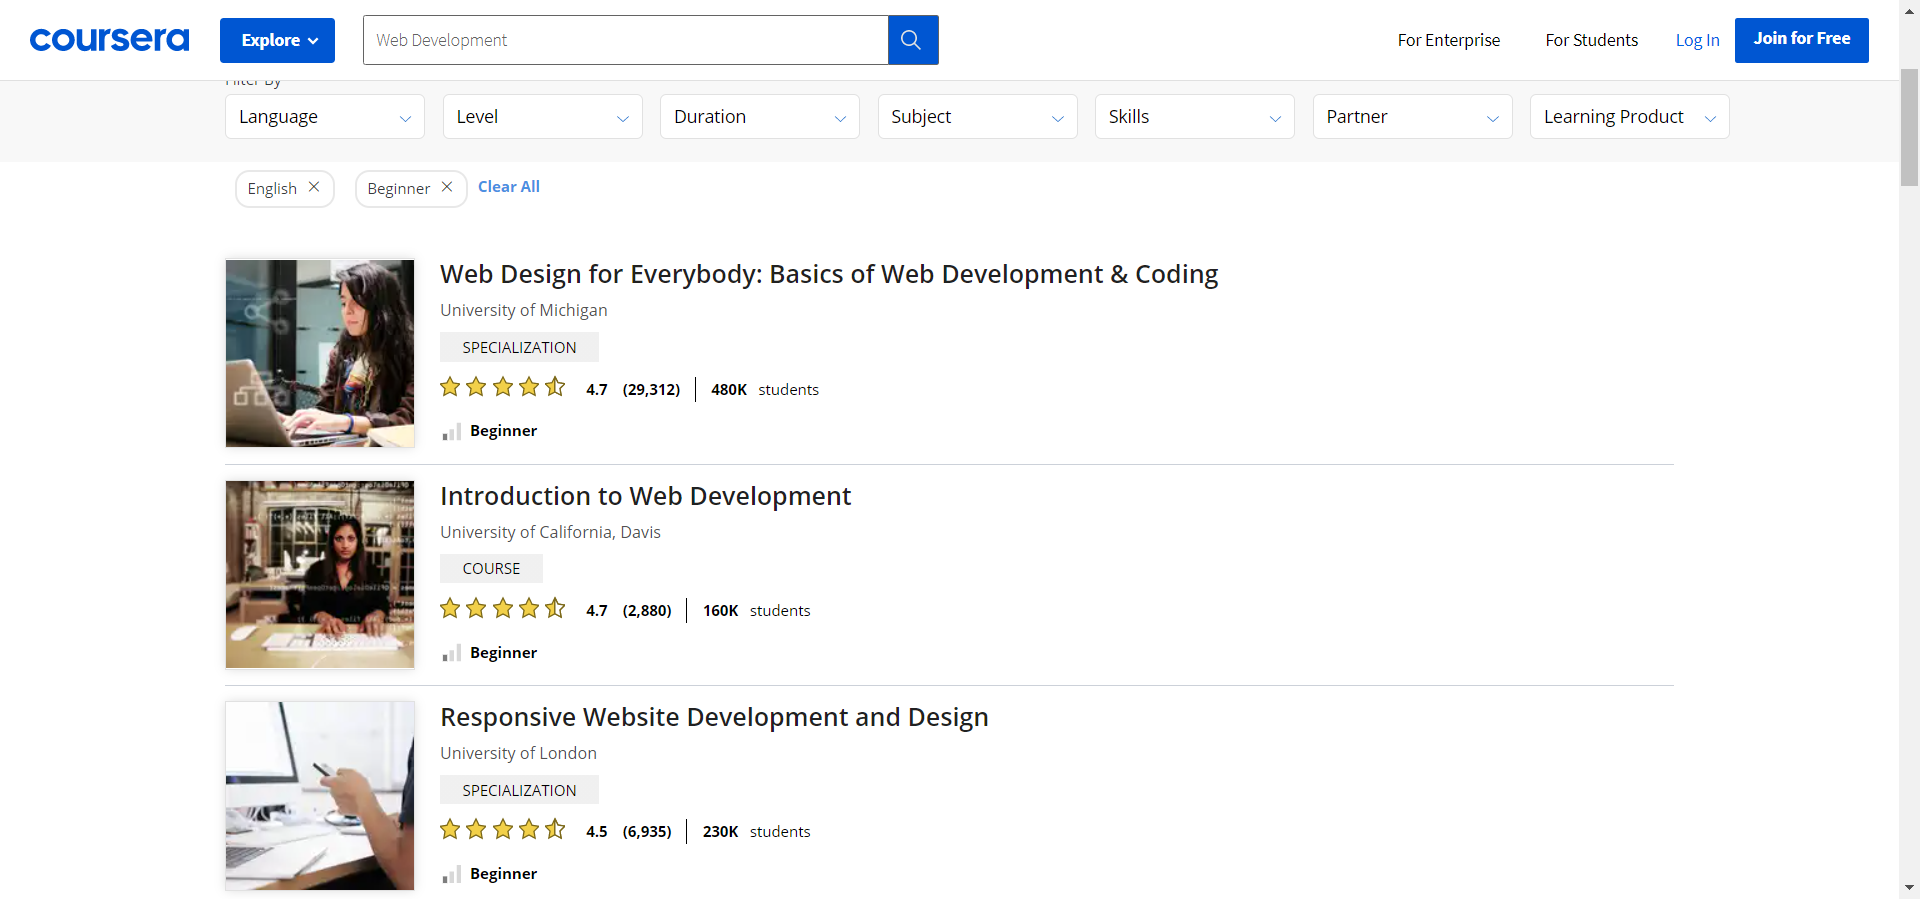 coursera
Explore
Web Development
For Enterprise
For Students
Log In
Join for Free
Filter By
Language
Level
Duration
Subject
Skills
Partner
Learning Product
English
Beginner
Clear All
Web Design for Everybody: Basics of Web Development & Coding
University of Michigan
SPECIALIZATION
4.7 (29,312) 480K students
Beginner
Introduction to Web Development
University of California, Davis
COURSE
4.7 (2,880) 160K students
Beginner
Responsive Website Development and Design
University of London
SPECIALIZATION
4.5 (6,935) 230K students
Beginner